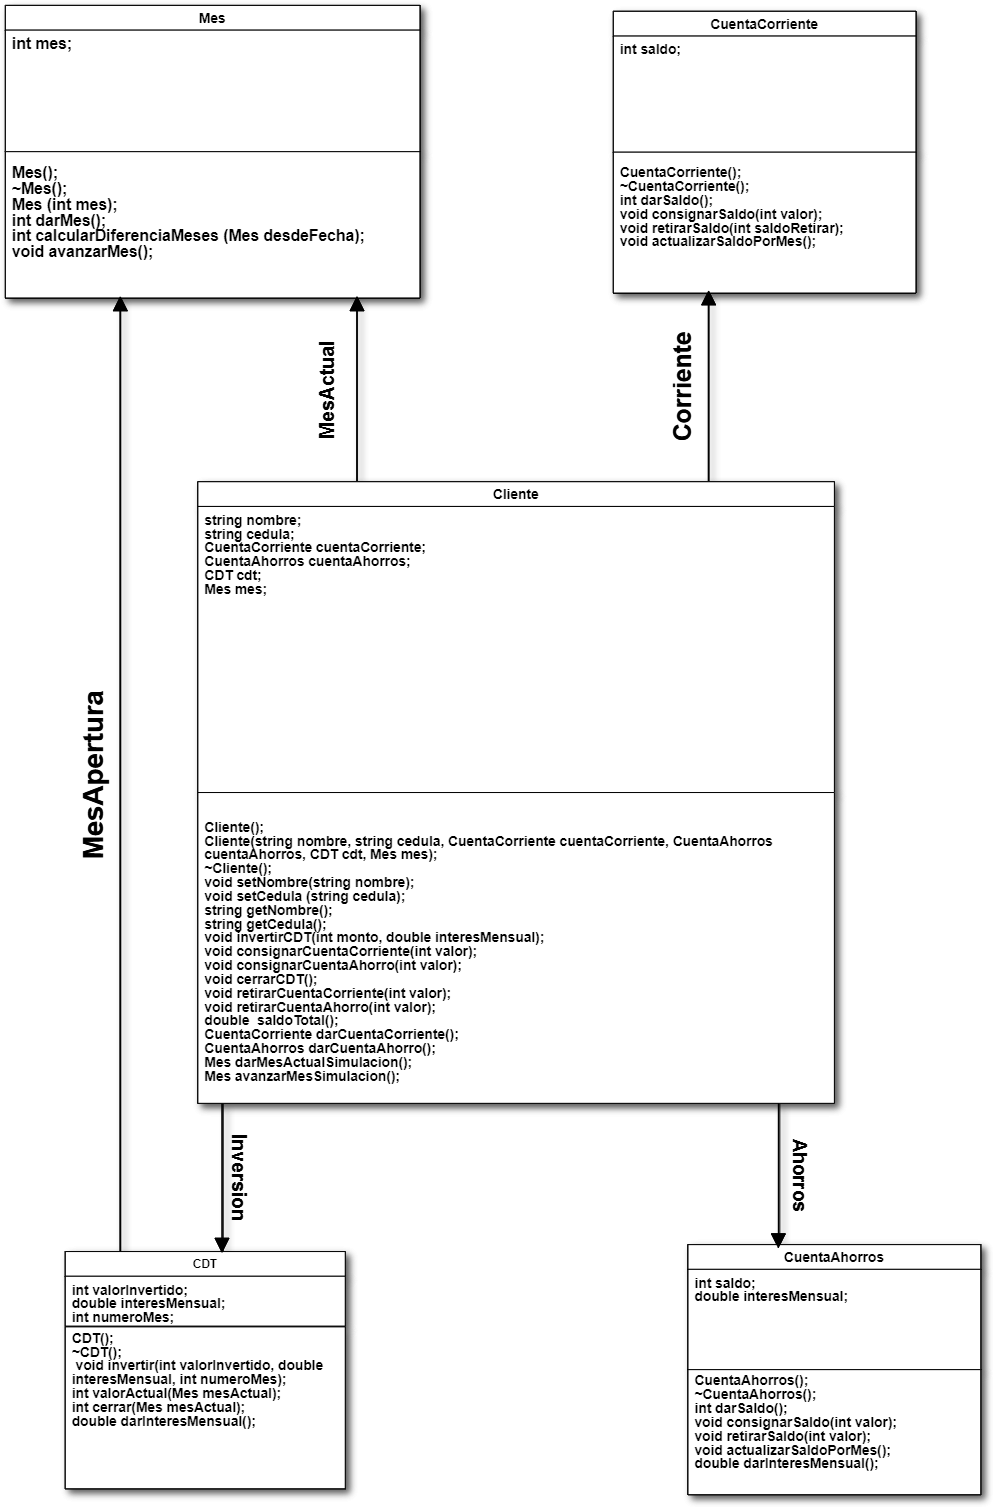 Mes
int mes;
Mes();
~Mes();
Mes (int mes);
int darMes();
int calcularDiferenciaMeses (Mes desdeFecha);
void avanzarMes();
CuentaCorriente
int saldo;
CuentaCorriente();
~CuentaCorriente();
int darSaldo();
void consignarSaldo(int valor);
void retirarSaldo(int saldoRetirar);
void actualizarSaldoPorMes();
MesActual
Corriente
MesApertura
Cliente
string nombre;
string cedula;
CuentaCorriente cuentaCorriente;
CuentaAhorros cuentaAhorros;
CDT cdt;
Mes mes;
Cliente();
Cliente(string nombre, string cedula, CuentaCorriente cuentaCorriente, CuentaAhorros
cuentaAhorros, CDT cdt, Mes mes);
~Cliente();
void setNombre(string nombre);
void setCedula (string cedula);
string getNombre();
string getCedula();
void invertirCDT(int monto, double interesMensual);
void consignarCuentaCorriente(int valor);
void consignarCuentaAhorro(int valor);
void cerrarCDT();
void retirarCuentaCorriente(int valor);
void retirarCuentaAhorro(int valor);
double  saldoTotal();
CuentaCorriente darCuentaCorriente();
CuentaAhorros darCuentaAhorro();
Mes darMesActualSimulacion();
Mes avanzarMesSimulacion();
Inversion
Ahorros
CDT
int valorInvertido;
double interesMensual;
int numeroMes;
CDT();
~CDT();
void invertir(int valorInvertido, double
interesMensual, int numeroMes);
int valorActual(Mes mesActual);
int cerrar(Mes mesActual);
double darInteresMensual();
CuentaAhorros
int saldo;
double interesMensual;
CuentaAhorros();
~CuentaAhorros();
int darSaldo();
void consignarSaldo(int valor);
void retirarSaldo(int valor);
void actualizarSaldoPorMes();
double darInteresMensual();